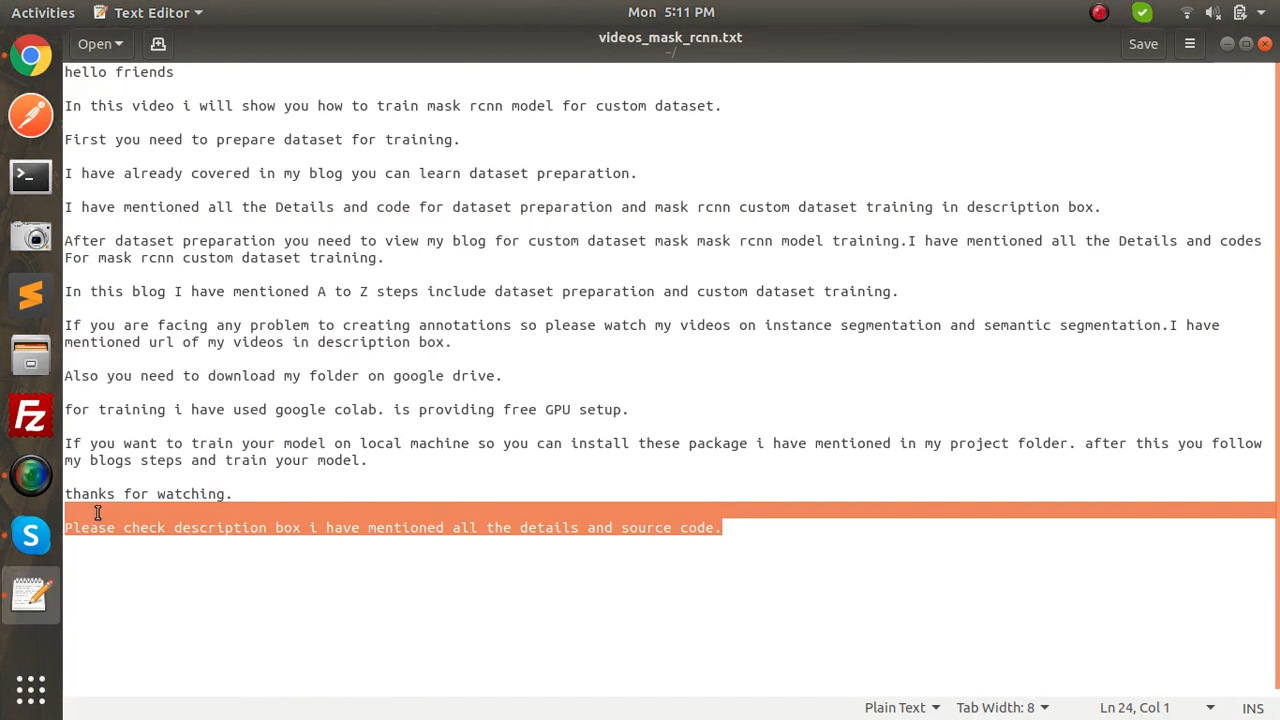 Activities
Text Editor
Mon 5:11 PM
Open
videos_mask_rcnn.txt
~/
Save
hello friends
In this video i will show you how to train mask rcnn model for custom dataset.
First you need to prepare dataset for training.
I have already covered in my blog you can learn dataset preparation.
I have mentioned all the Details and code for dataset preparation and mask rcnn custom dataset training in description box.
After dataset preparation you need to view my blog for custom dataset mask mask rcnn model training.I have mentioned all the Details and codes
For mask rcnn custom dataset training.
In this blog I have mentioned A to Z steps include dataset preparation and custom dataset training.
If you are facing any problem to creating annotations so please watch my videos on instance segmentation and semantic segmentation.I have
mentioned url of my videos in description box.
Also you need to download my folder on google drive.
for training i have used google colab. is providing free GPU setup.
If you want to train your model on local machine so you can install these package i have mentioned in my project folder. after this you follow
my blogs steps and train your model.
thanks for watching.
Please check description box i have mentioned all the details and source code.
Plain Text
Tab Width: 8
Ln 24, Col 1
INS